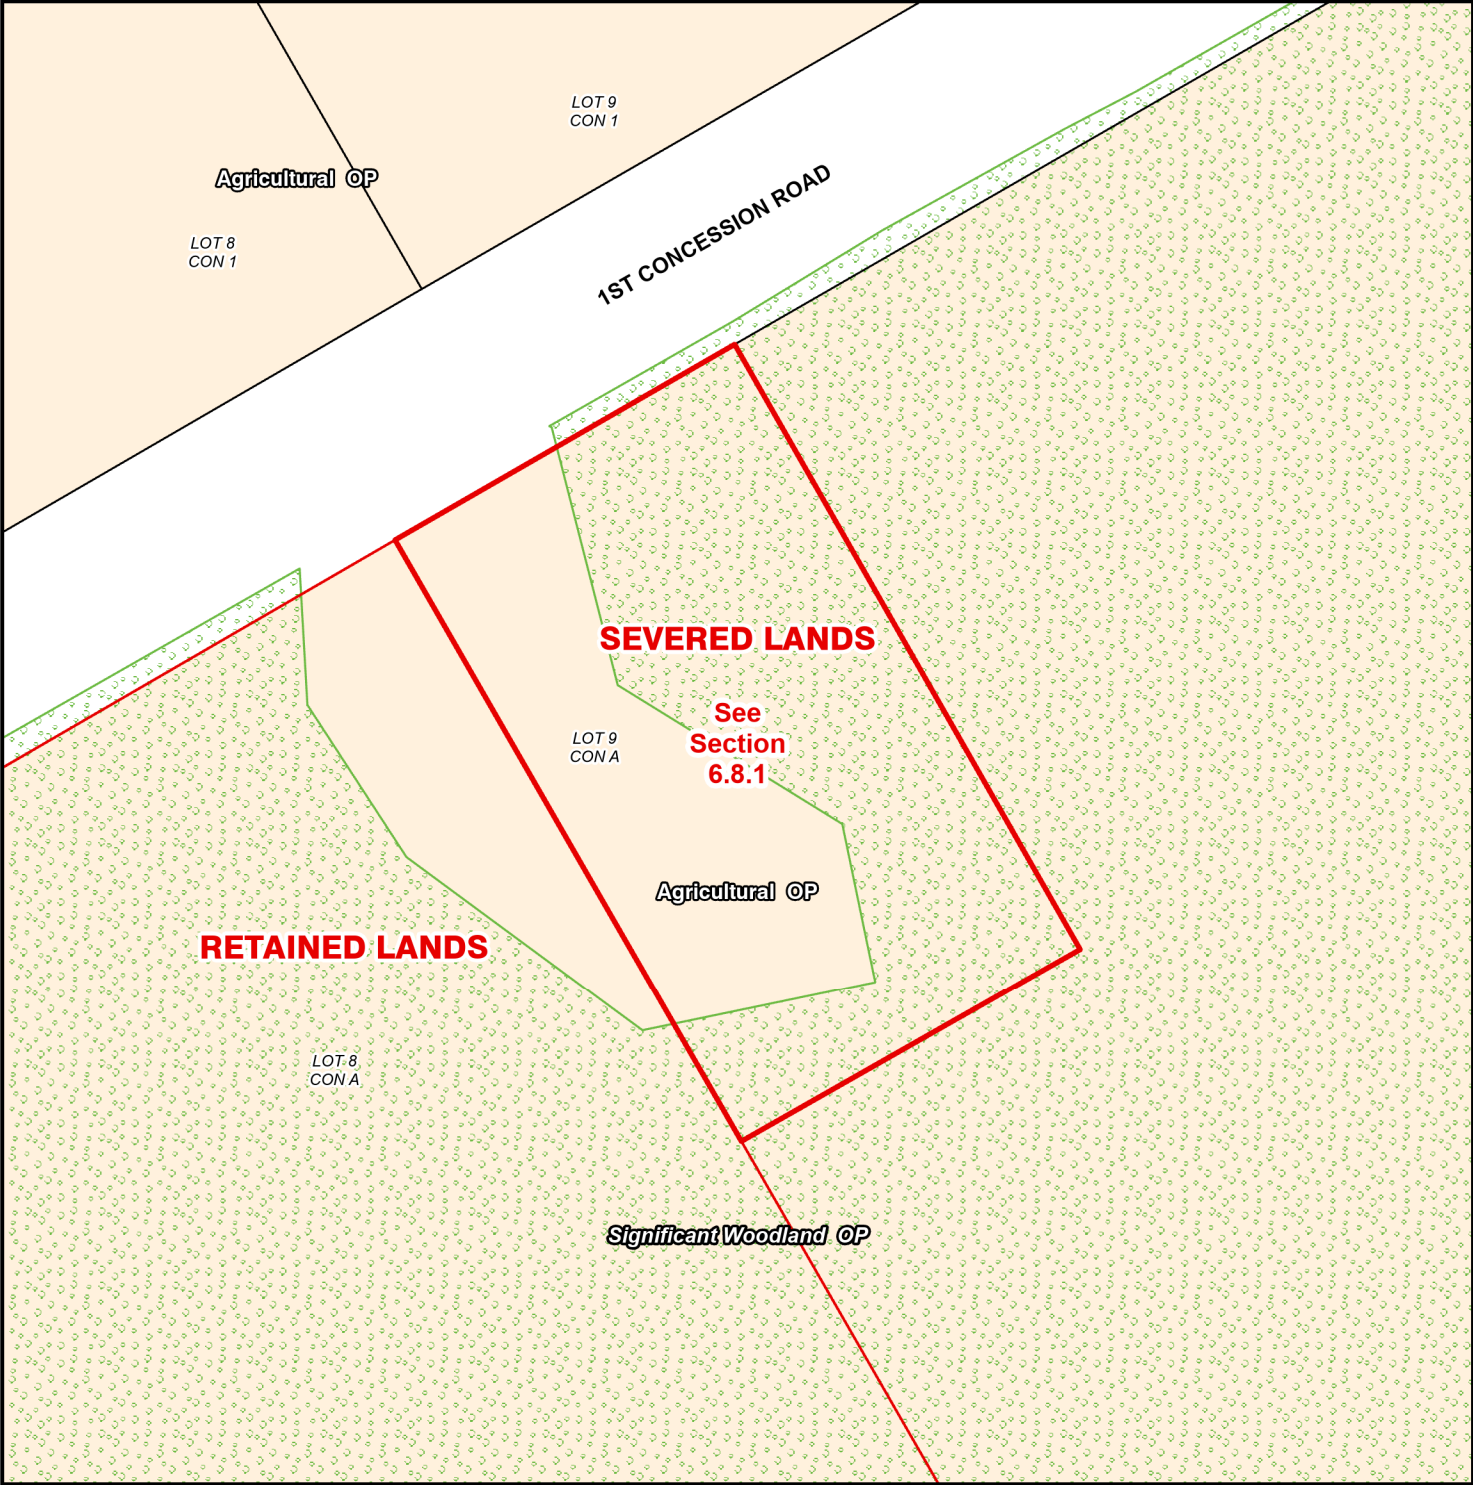 LOT 9
CON 1
Agricultural OP
LOT 8
CON 1
1ST CONCESSION ROAD
SEVERED LANDS
See
Section
6.8.1
LOT 9
CON A
Agricultural OP
RETAINED LANDS
LOT 8
CON A
Significant Woodland OP